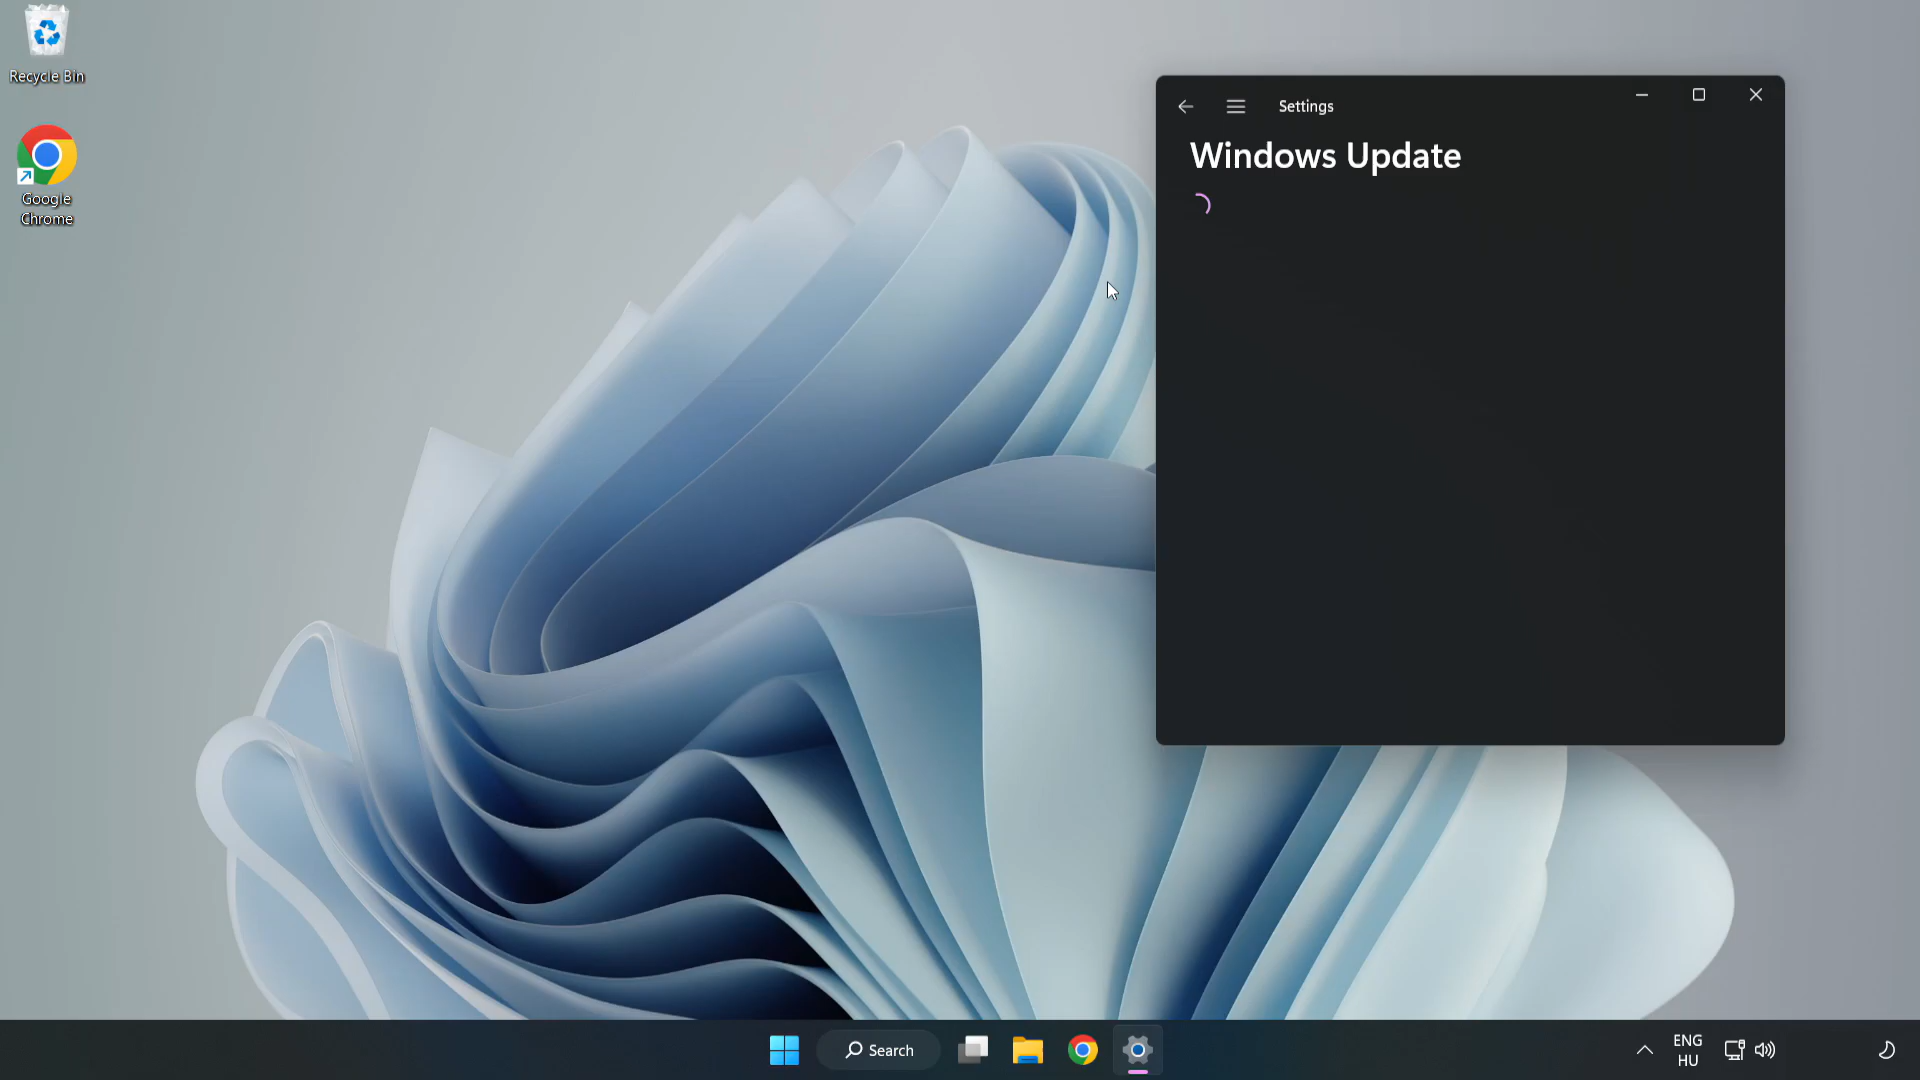 Recycle Bin
Google
Chrome
Settings
Windows Update
Search
ENG
HU